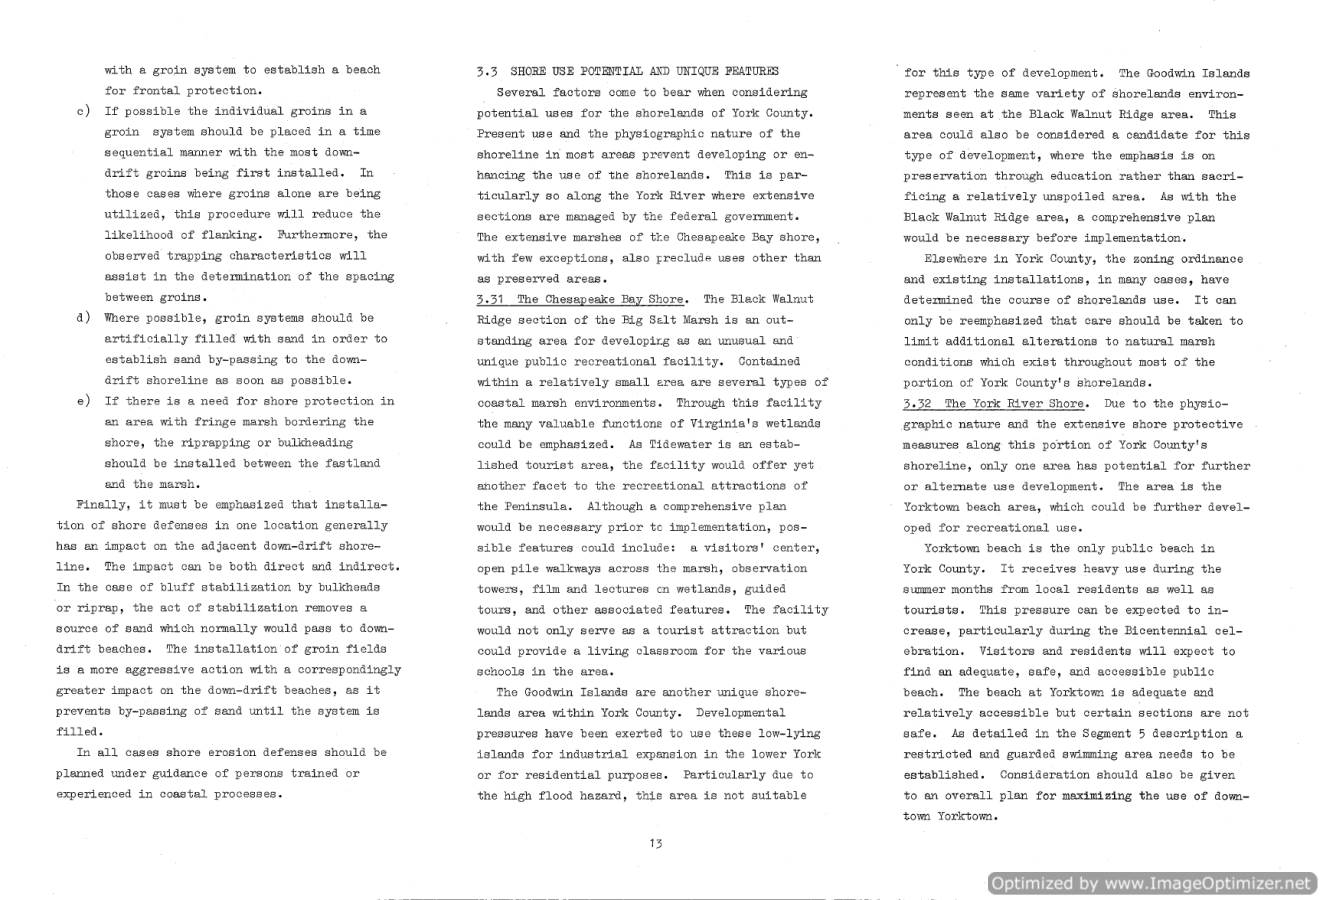 with a groin system to establish a beach
for frontal protection.
c) If possible the individual groins in a
groin system should be placed in a time
sequential manner with the most down-
drift groins being first installed. In
those cases where groins alone are being
utilized, this procedure will reduce the
likelihood of flanking. Furthermore, the
observed trapping characteristics will
assist in the determination of the spacing
between groins.
d) Where possible, groin systems should be
artificially filled with sand in order to
establish sand by-passing to the down-
drift shoreline as soon as possible.
e) If there is a need for shore protection in
an area with fringe marsh bordering the
shore, the riprapping or bulkheading
should be installed between the fastland
and the marsh.
Finally, it must be emphasized that installa-
tion of shore defenses in one location generally
has an impact on the adjacent down-drift shore-
line. The impact can be both direct and indirect.
In the case of bluff stabilization by bulkheads
or riprap, the act of stabilization removes a
source of sand which normally would pass to down-
drift beaches. The installation of groin fields
is a more aggressive action with a correspondingly
greater impact on the down-drift beaches, as it
prevents by-passing of sand until the system is
filled.
In all cases shore erosion defenses should be
planned under guidance of persons trained or
experienced in coastal processes.
3.3 SHORE USE POTENTIAL AND UNIQUE FEATURES
Several factors come to bear when considering
potential uses for the shorelands of York County.
Present use and the physiographic nature of the
shoreline in most areas prevent developing or en-
hancing the use of the shorelands. This is par-
ticularly so along the York River where extensive
sections are managed by the federal government.
The extensive marshes of the Chesapeake Bay shore,
with few exceptions, also preclude uses other than
as preserved areas.
3.31 The Chesapeake Bay Shore. The Black Walnut
Ridge section of the Big Salt Marsh is an out-
standing area for developing as an unusual and
unique public recreational facility. Contained
within a relatively small area are several types of
coastal marsh environments. Through this facility
the many valuable functions of Virginia's wetlands
could be emphasized. As Tidewater is an estab-
lished tourist area, the facility would offer yet
another facet to the recreational attractions of
the Peninsula. Although a comprehensive plan
would be necessary prior to implementation, pos-
sible features could include: a visitors' center,
open pile walkways across the marsh, observation
towers, film and lectures on wetlands, guided
tours, and other associated features. The facility
would not only serve as a tourist attraction but
could provide a living classroom for the various
schools in the area.
The Goodwin Islands are another unique shore-
lands area within York County. Developmental
pressures have been exerted to use these low-lying
islands for industrial expansion in the lower York
or for residential purposes. Particularly due to
the high flood hazard, this area is not suitable
for this type of development. The Goodwin Islands
represent the same variety of shorelands environ-
ments seen at the Black Walnut Ridge area. This
area could also be considered a candidate for this
type of development, where the emphasis is on
preservation through education rather than sacri-
ficing a relatively unspoiled area. As with the
Black Walnut Ridge area, a comprehensive plan
would be necessary before implementation.
Elsewhere in York County, the zoning ordinance
and existing installations, in many cases, have
determined the course of shorelands use. It can
only be reemphasized that care should be taken to
limit additional alterations to natural marsh
conditions which exist throughout most of the
portion of York County's shorelands.
3.32 The York River Shore. Due to the physio-
graphic nature and the extensive shore protective
measures along this portion of York County's
shoreline, only one area has potential for further
or alternate use development. The area is the
Yorktown beach area, which could be further devel-
oped for recreational use.
Yorktown beach is the only public beach in
York County. It receives heavy use during the
summer months from local residents as well as
tourists. This pressure can be expected to in-
crease, particularly during the Bicentennial cel-
ebration. Visitors and residents will expect to
find an adequate, safe, and accessible public
beach. The beach at Yorktown is adequate and
relatively accessible but certain sections are not
safe. As detailed in the Segment 5 description a
restricted and guarded swimming area needs to be
established. Consideration should also be given
to an overall plan for maximizing the use of down-
town Yorktown.
13
Optimized by www.ImageOptimizer.net